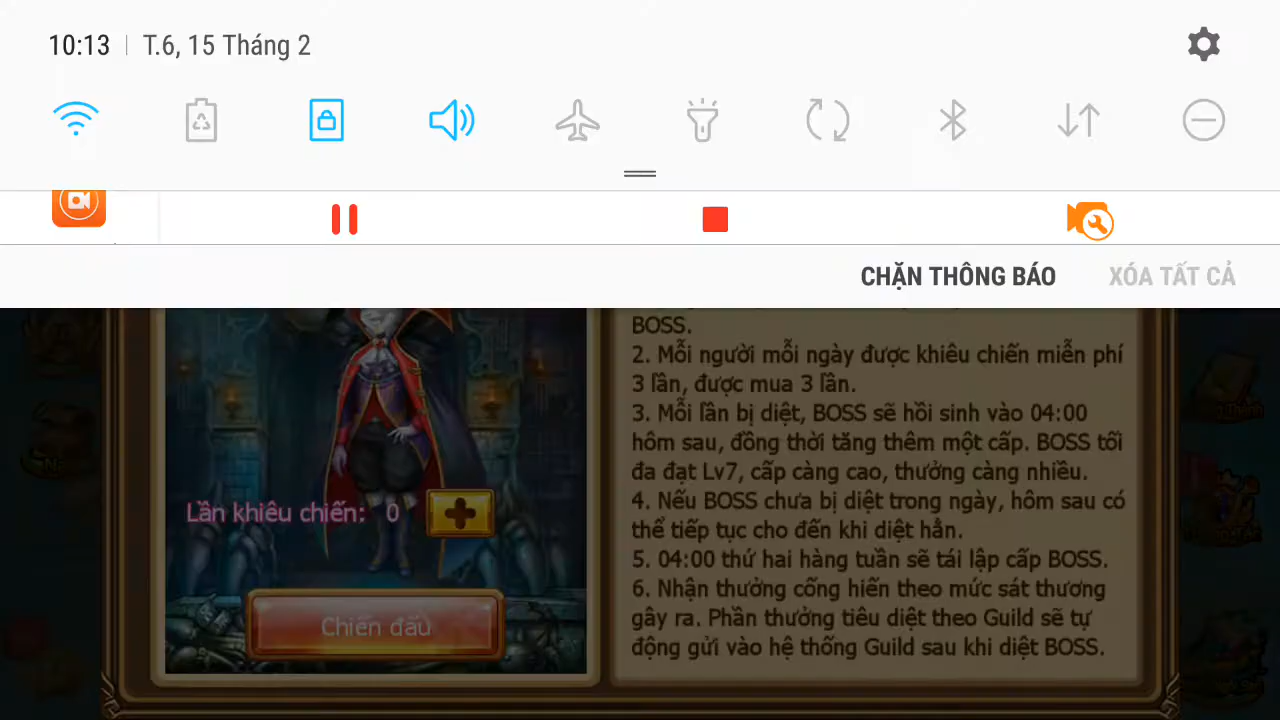 10:13 | T.6, 15 Tháng 2
CHẶN THÔNG BÁO XÓA TẤT CẢ
BOSS.
2. Mỗi người mỗi ngày được khiêu chiến miễn phí
3 lần, được mua 3 lần.
3. Mỗi lần bị diệt, BOSS sẽ hồi sinh vào 04:00
hôm sau, đồng thời tăng thêm một cấp. BOSS tối
đa đạt Lv7, cấp càng cao, thưởng càng nhiều.
4. Nếu BOSS chưa bị diệt trong ngày, hôm sau có
thể tiếp tục cho đến khi diệt hẳn.
5. 04:00 thứ hai hàng tuần sẽ tái lập cấp BOSS.
6. Nhận thưởng cống hiến theo mức sát thương
gây ra. Phần thưởng tiêu diệt theo Guild sẽ tự
động gửi vào hệ thống Guild sau khi diệt BOSS.
Lần khiêu chiến: 0
Chiến đấu